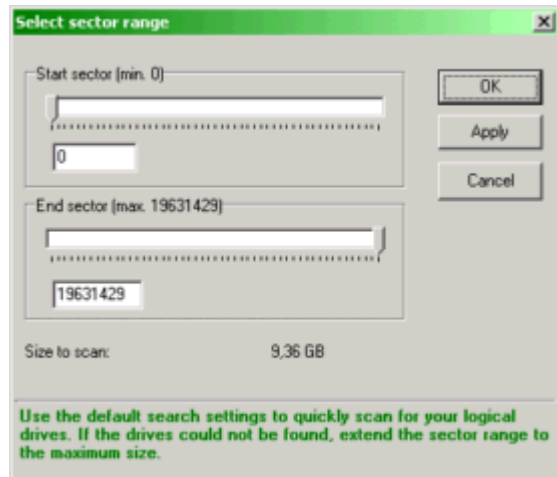 Select sector range
Start sector (min. 0)
OK
0
Apply
Cancel
End sector (max. 19631429)
19631429
Size to scan: 9,36 GB
Use the default search settings to quickly scan for your logical
drives. If the drives could not be found, extend the sector range to
the maximum size.